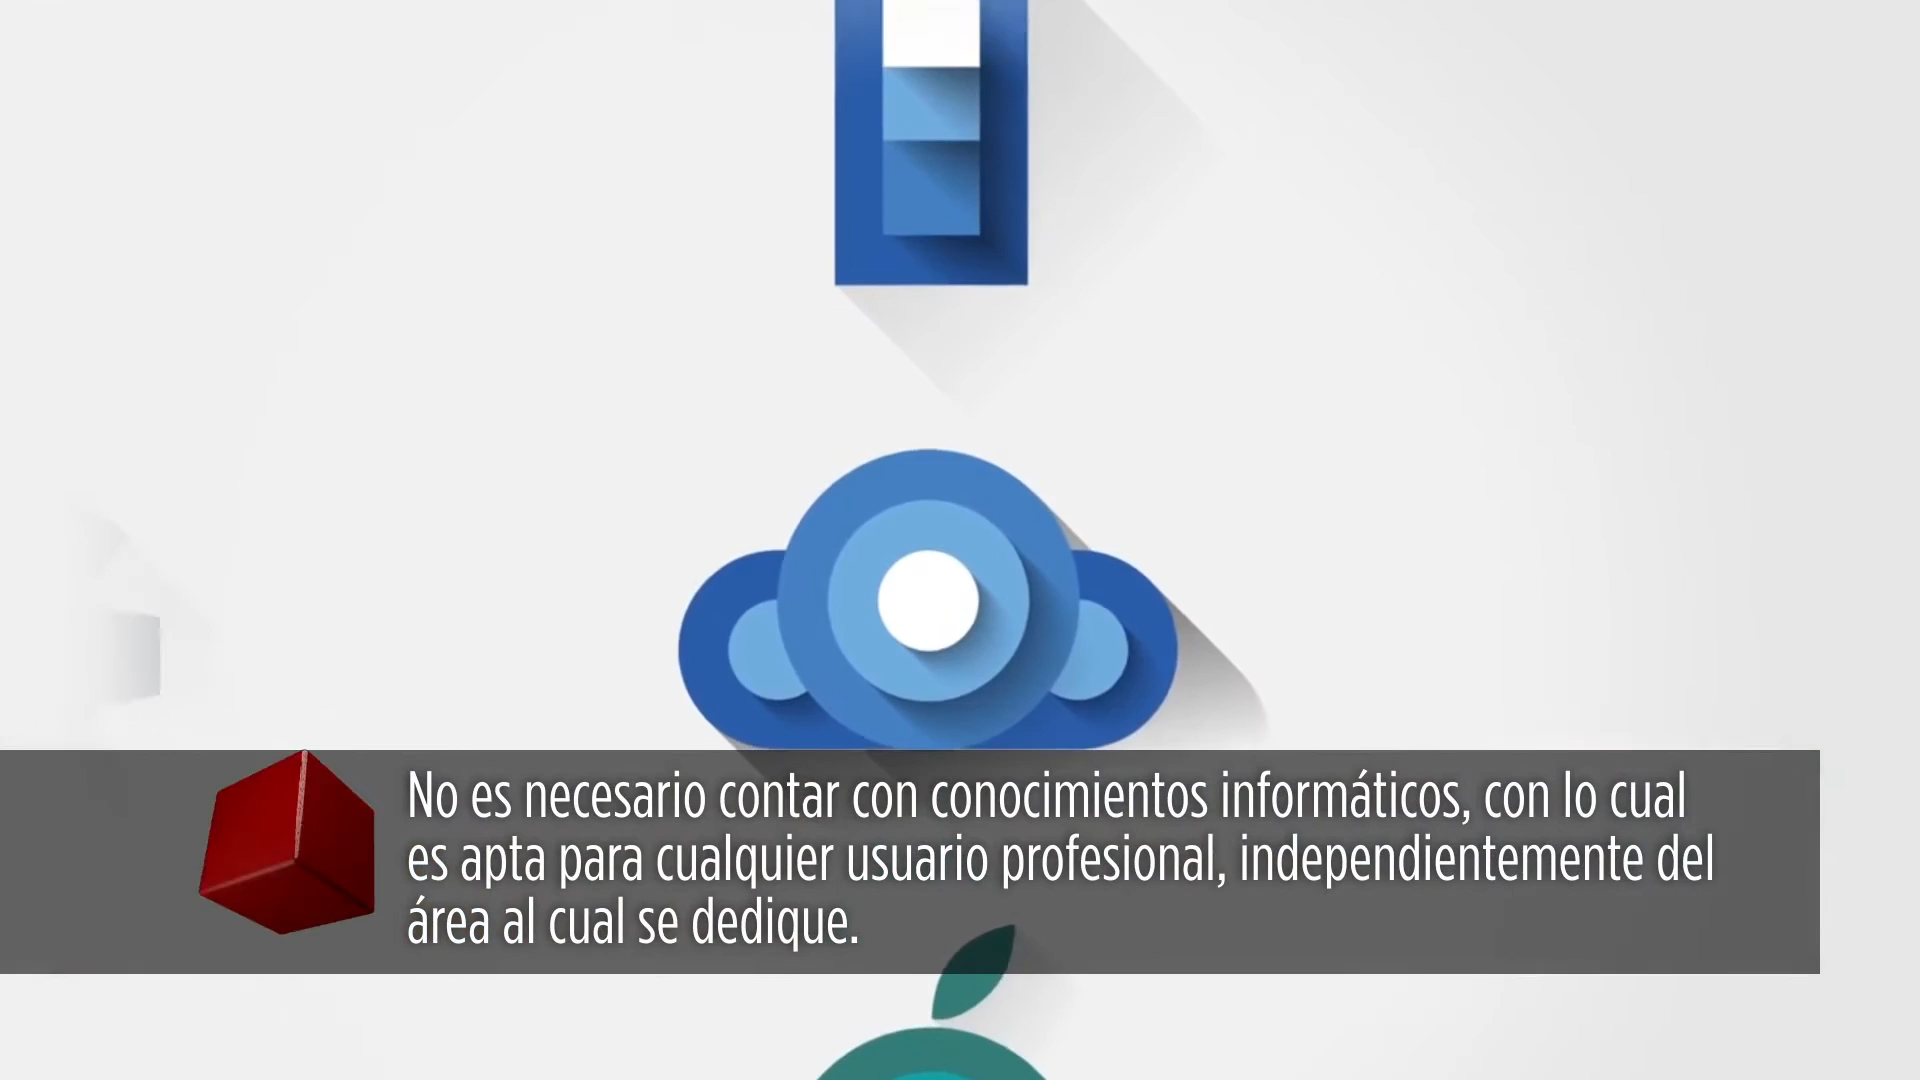 No es necesario contar con conocimientos informáticos, con lo cual
es apta para cualquier usuario profesional, independientemente del
área al cual se dedique.